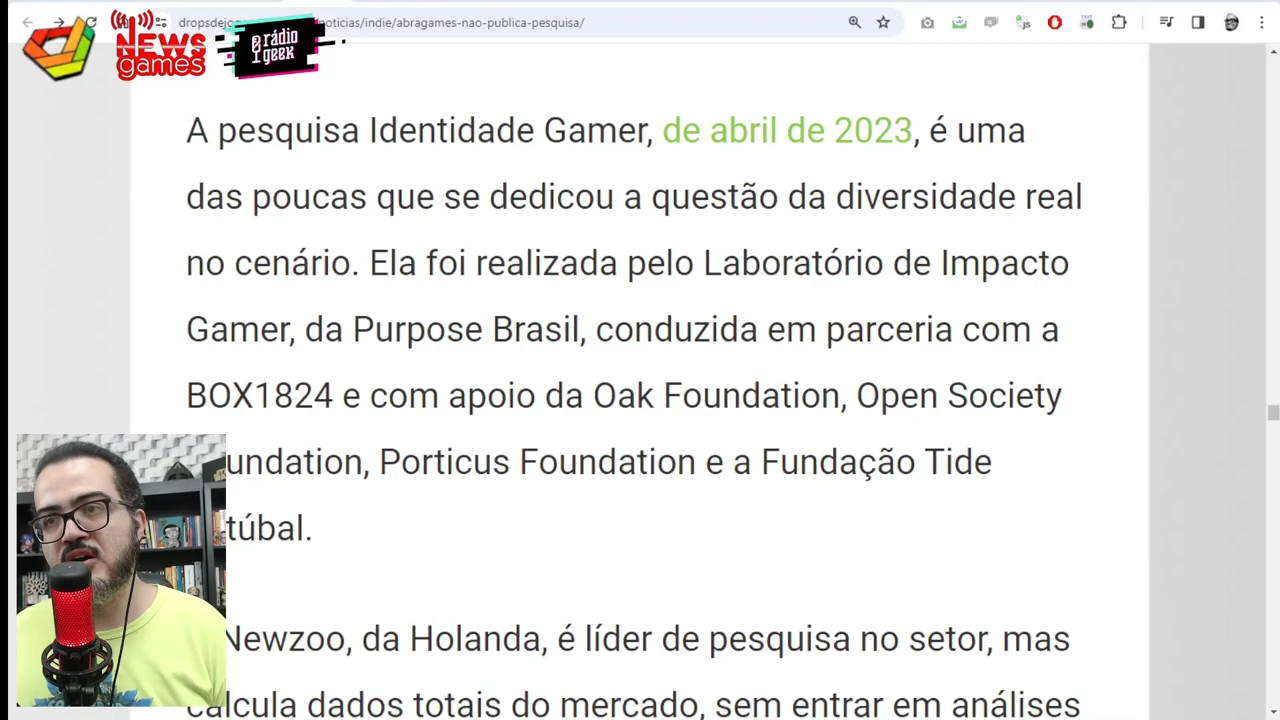 dropsdejo
noticias/indie/abragames-nao-publica-pesquisa/
NEWS
games
rádio
geek
A pesquisa Identidade Gamer, de abril de 2023, é uma
das poucas que se dedicou a questão da diversidade real
no cenário. Ela foi realizada pelo Laboratório de Impacto
Gamer, da Purpose Brasil, conduzida em parceria com a
BOX1824 e com apoio da Oak Foundation, Open Society
undation, Porticus Foundation e a Fundação Tide
túbal.
Newzoo, da Holanda, é líder de pesquisa no setor, mas
calcula dados totais do mercado, sem entrar em análises